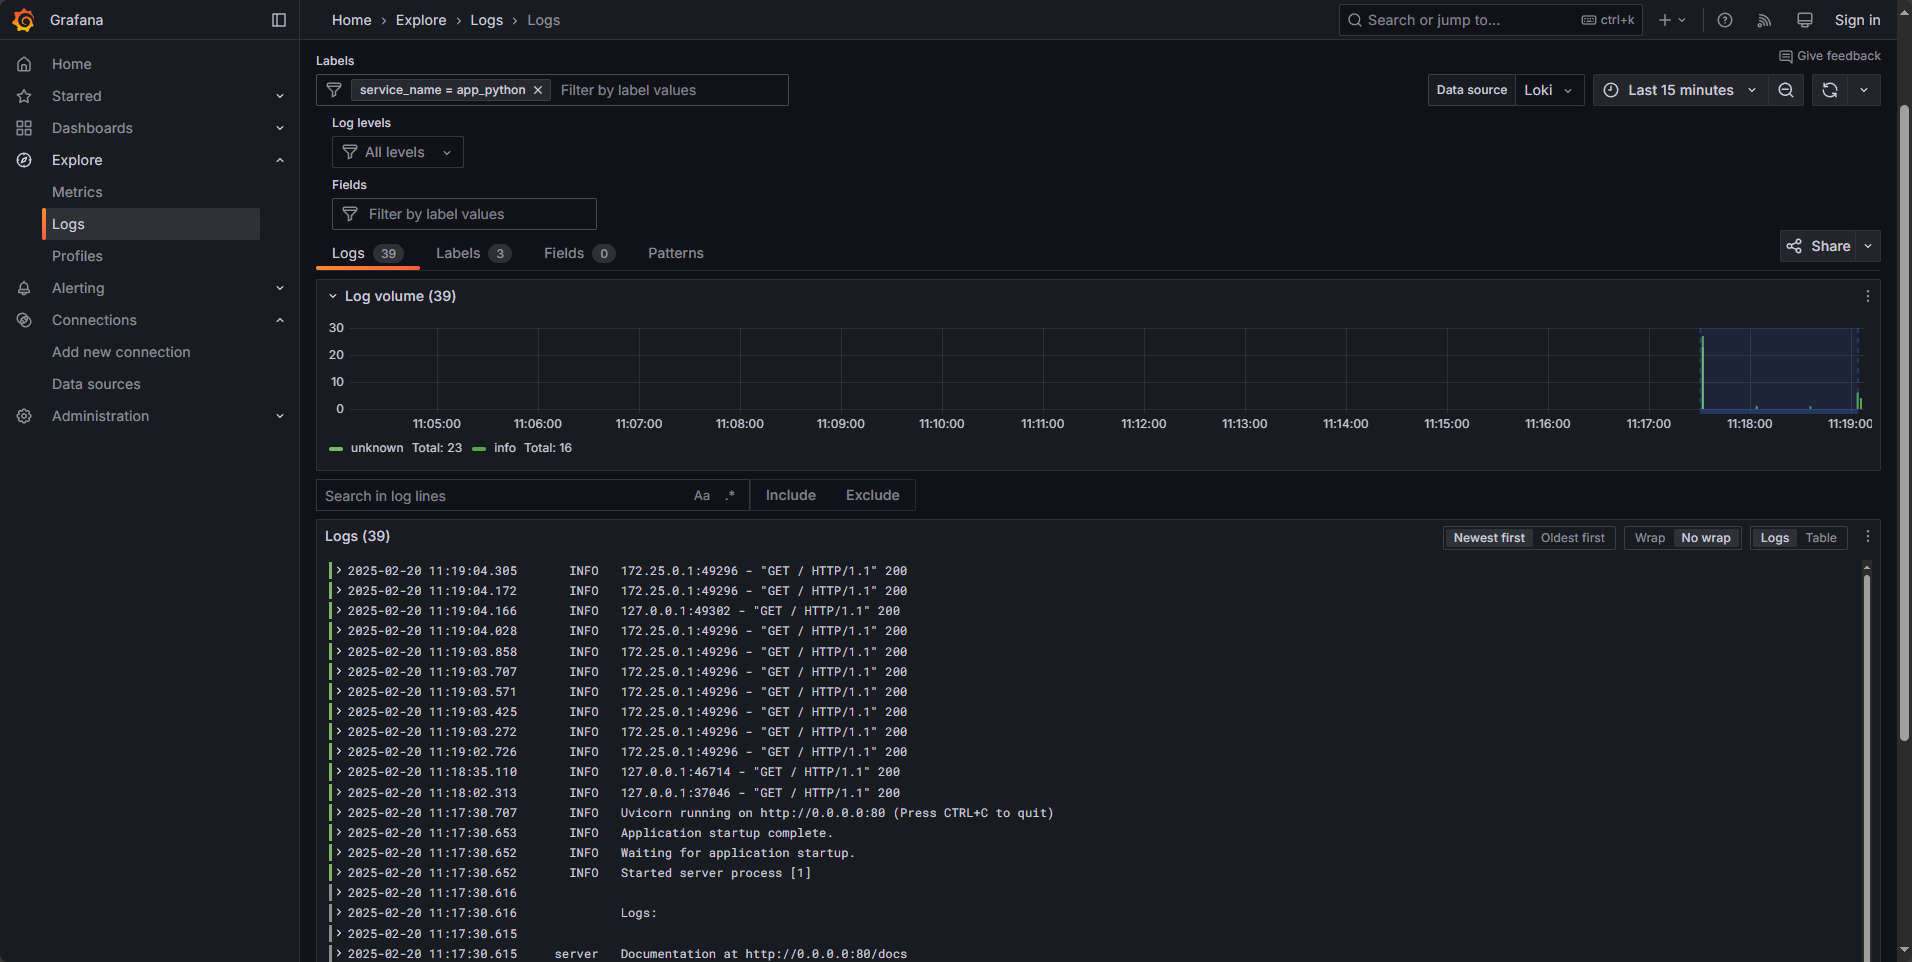 Grafana
Home › Explore › Logs › Logs
Search or jump to... ctrl+k
Sign in
Home
Starred
Dashboards
Explore
Metrics
Logs
Profiles
Alerting
Connections
Add new connection
Data sources
Administration
Give feedback
Labels
service_name = app_python Filter by label values
Data source Loki Last 15 minutes
Log levels
All levels
Fields
Filter by label values
Logs 39 Labels 3 Fields 0 Patterns
Share
Log volume (39)
30
20
10
0
11:05:00 11:06:00 11:07:00 11:08:00 11:09:00 11:10:00 11:11:00 11:12:00 11:13:00 11:14:00 11:15:00 11:16:00 11:17:00 11:18:00 11:19:00
unknown Total: 23 info Total: 16
Search in log lines Aa .* Include Exclude
Logs (39) Newest first Oldest first Wrap No wrap Logs Table
2025-02-20 11:19:04.305 INFO 172.25.0.1:49296 - "GET / HTTP/1.1" 200
2025-02-20 11:19:04.172 INFO 172.25.0.1:49296 - "GET / HTTP/1.1" 200
2025-02-20 11:19:04.166 INFO 127.0.0.1:49302 - "GET / HTTP/1.1" 200
2025-02-20 11:19:04.028 INFO 172.25.0.1:49296 - "GET / HTTP/1.1" 200
2025-02-20 11:19:03.858 INFO 172.25.0.1:49296 - "GET / HTTP/1.1" 200
2025-02-20 11:19:03.707 INFO 172.25.0.1:49296 - "GET / HTTP/1.1" 200
2025-02-20 11:19:03.571 INFO 172.25.0.1:49296 - "GET / HTTP/1.1" 200
2025-02-20 11:19:03.425 INFO 172.25.0.1:49296 - "GET / HTTP/1.1" 200
2025-02-20 11:19:03.272 INFO 172.25.0.1:49296 - "GET / HTTP/1.1" 200
2025-02-20 11:19:02.726 INFO 172.25.0.1:49296 - "GET / HTTP/1.1" 200
2025-02-20 11:18:35.110 INFO 127.0.0.1:46714 - "GET / HTTP/1.1" 200
2025-02-20 11:18:02.313 INFO 127.0.0.1:37046 - "GET / HTTP/1.1" 200
2025-02-20 11:17:30.707 INFO Uvicorn running on http://0.0.0.0:80 (Press CTRL+C to quit)
2025-02-20 11:17:30.653 INFO Application startup complete.
2025-02-20 11:17:30.652 INFO Waiting for application startup.
2025-02-20 11:17:30.652 INFO Started server process [1]
2025-02-20 11:17:30.616
2025-02-20 11:17:30.616 Logs:
2025-02-20 11:17:30.615
2025-02-20 11:17:30.615 server Documentation at http://0.0.0.0:80/docs